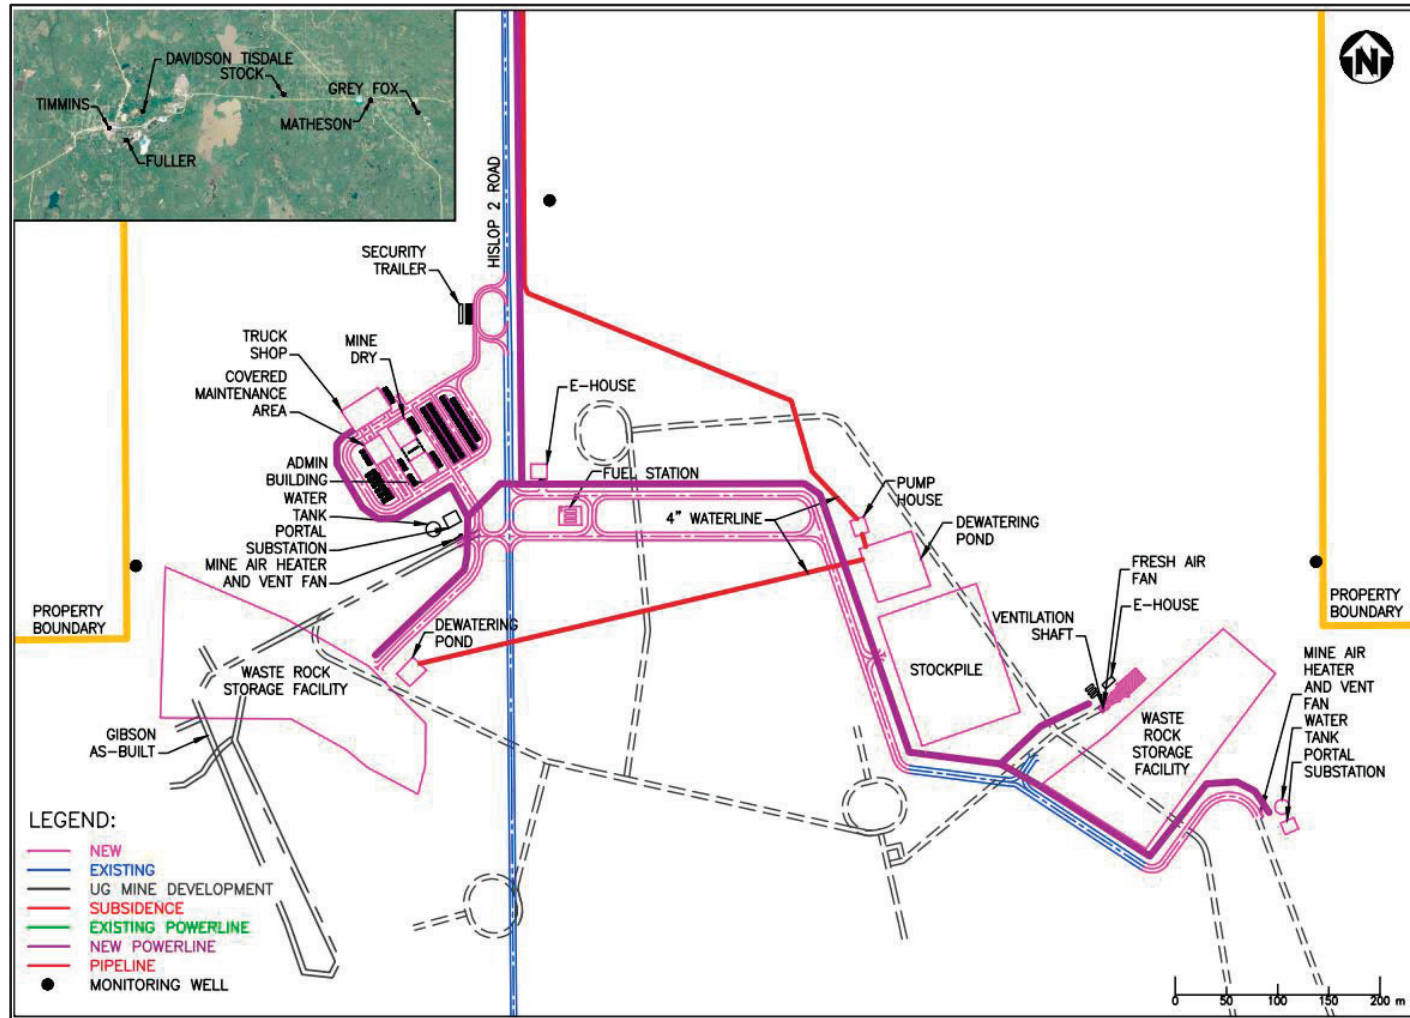 DAVIDSON TISDALE
STOCK
GREY FOX
TIMMINS
MATHESON
FULLER
N
HISLOP 2 ROAD
SECURITY
TRAILER
TRUCK
SHOP
MINE
DRY
COVERED
MAINTENANCE
AREA
E-HOUSE
ADMIN
BUILDING
FUEL STATION
WATER
TANK
PORTAL
SUBSTATION
MINE AIR HEATER
AND VENT FAN
4" WATERLINE
PUMP
HOUSE
DEWATERING
POND
FRESH AIR
FAN
E-HOUSE
VENTILATION
SHAFT
PROPERTY
BOUNDARY
PROPERTY
BOUNDARY
DEWATERING
POND
WASTE ROCK
STORAGE FACILITY
STOCKPILE
MINE AIR
HEATER
AND VENT
FAN
WATER
TANK
PORTAL
SUBSTATION
WASTE
ROCK
STORAGE
FACILITY
GIBSON
AS-BUILT
LEGEND:
NEW
EXISTING
UG MINE DEVELOPMENT
SUBSIDENCE
EXISTING POWERLINE
NEW POWERLINE
PIPELINE
MONITORING WELL
0 50 100 150 200 m